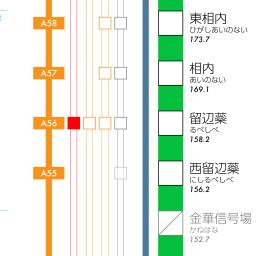 A58
東相内
ひがしあいのない
173.7
A57
相内
あいのない
169.1
A56
留辺蘂
るべしべ
158.2
A55
西留辺蘂
にしるべしべ
156.2
金華信号場
かねはな
152.7